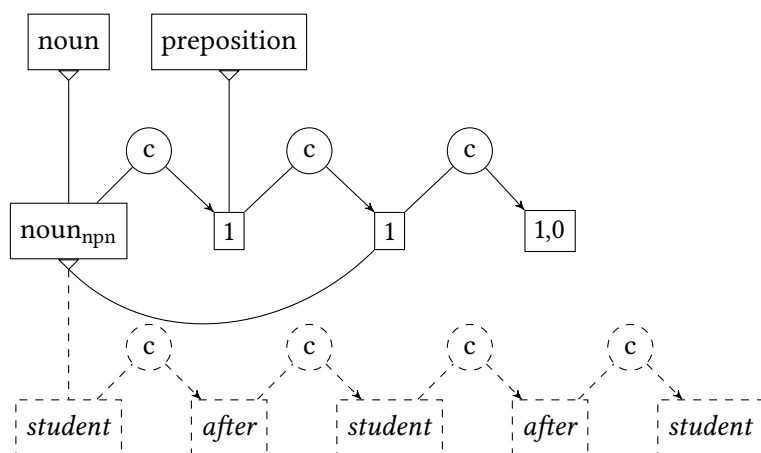 noun preposition
c c c
noun_npn 1 1 1,0
c c c c
student after student after student